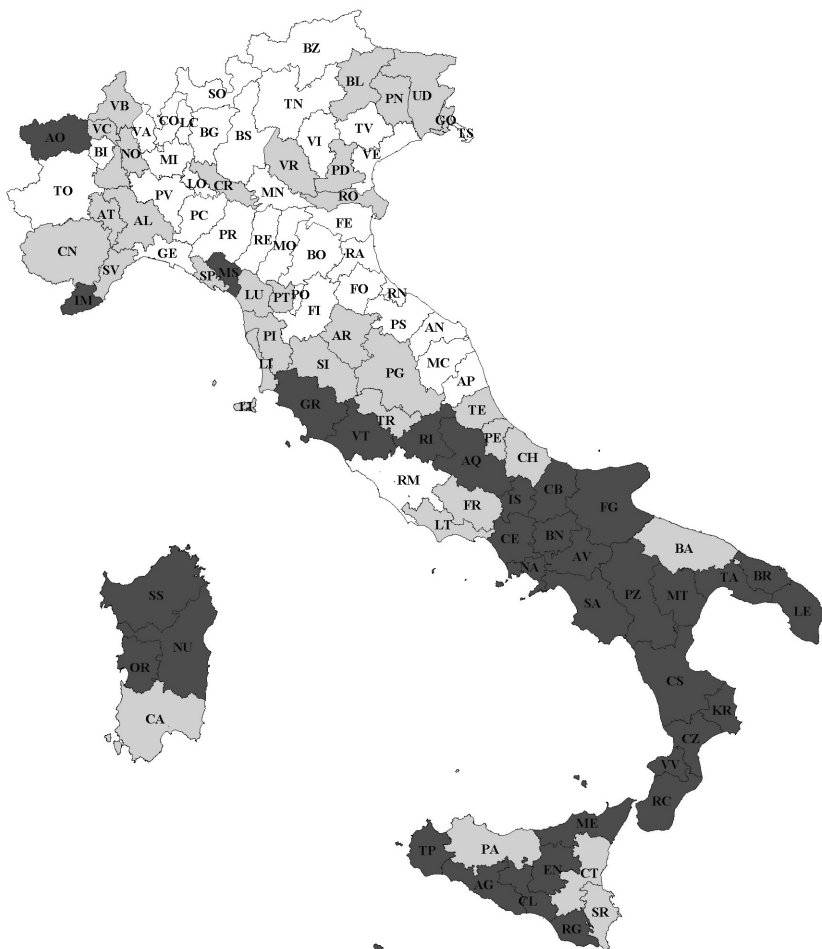 BZ
SO
BL
PN
UD
TN
VB
CO
LC
BG
BS
VI
TV
GO
TS
AO
VC
VA
NO
BI
MI
VR
PD
VE
TO
LO
CR
MN
RO
PV
AT
AL
PC
PR
RE
MO
FE
CN
GE
BO
RA
SV
SP
MS
IM
LU
PT
PO
FI
FO
RN
PS
AN
PI
AR
LI
SI
PG
MC
AP
LI
GR
TR
TE
VT
RI
PE
AQ
CH
RM
IS
CB
FG
FR
LT
CE
BN
BA
NA
AV
TA
BR
SA
PZ
MT
LE
SS
NU
OR
CA
CS
KR
CZ
VV
RC
ME
TP
PA
EN
CT
AG
CL
SR
RG